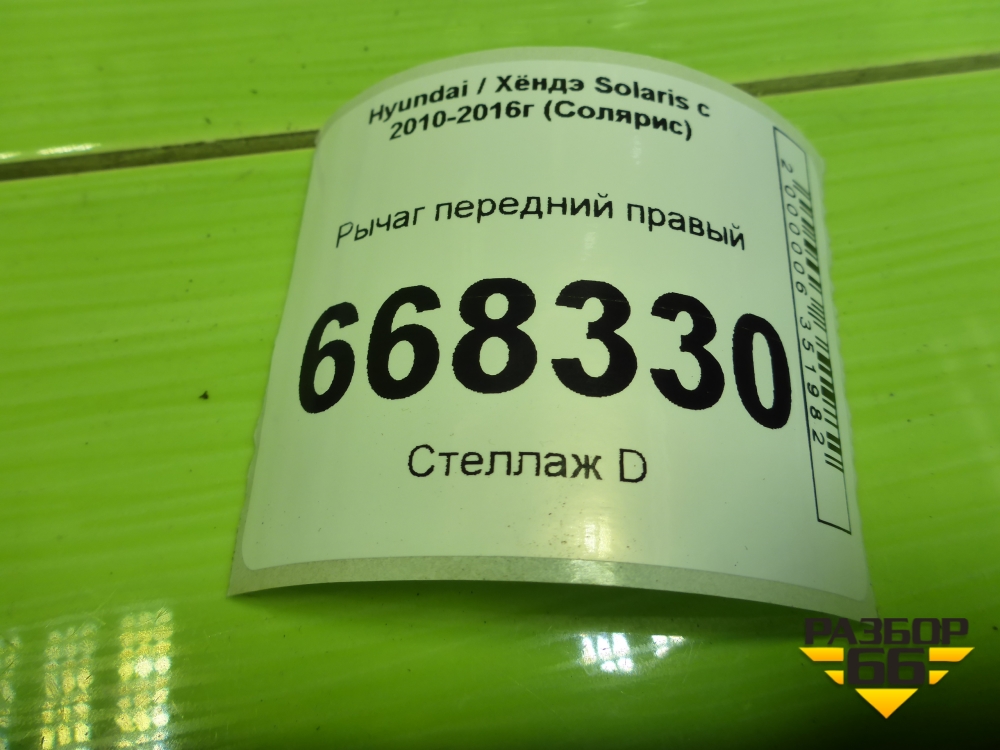 Hyundai / Хёндэ Solaris с
2010-2016г (Солярис)
Рычаг передний правый
668330
Стеллаж D
2000006351982
РАЗБОР
66